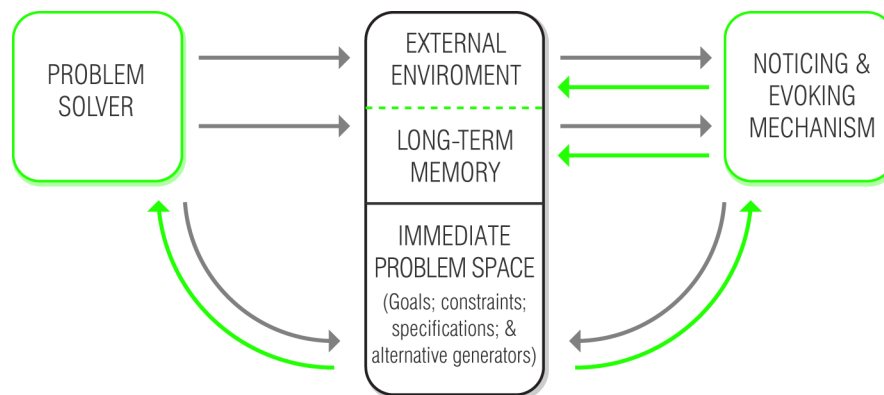 PROBLEM
SOLVER
EXTERNAL
ENVIROMENT
LONG-TERM
MEMORY
IMMEDIATE
PROBLEM SPACE
(Goals; constraints;
specifications; &
alternative generators)
NOTICING &
EVOKING
MECHANISM